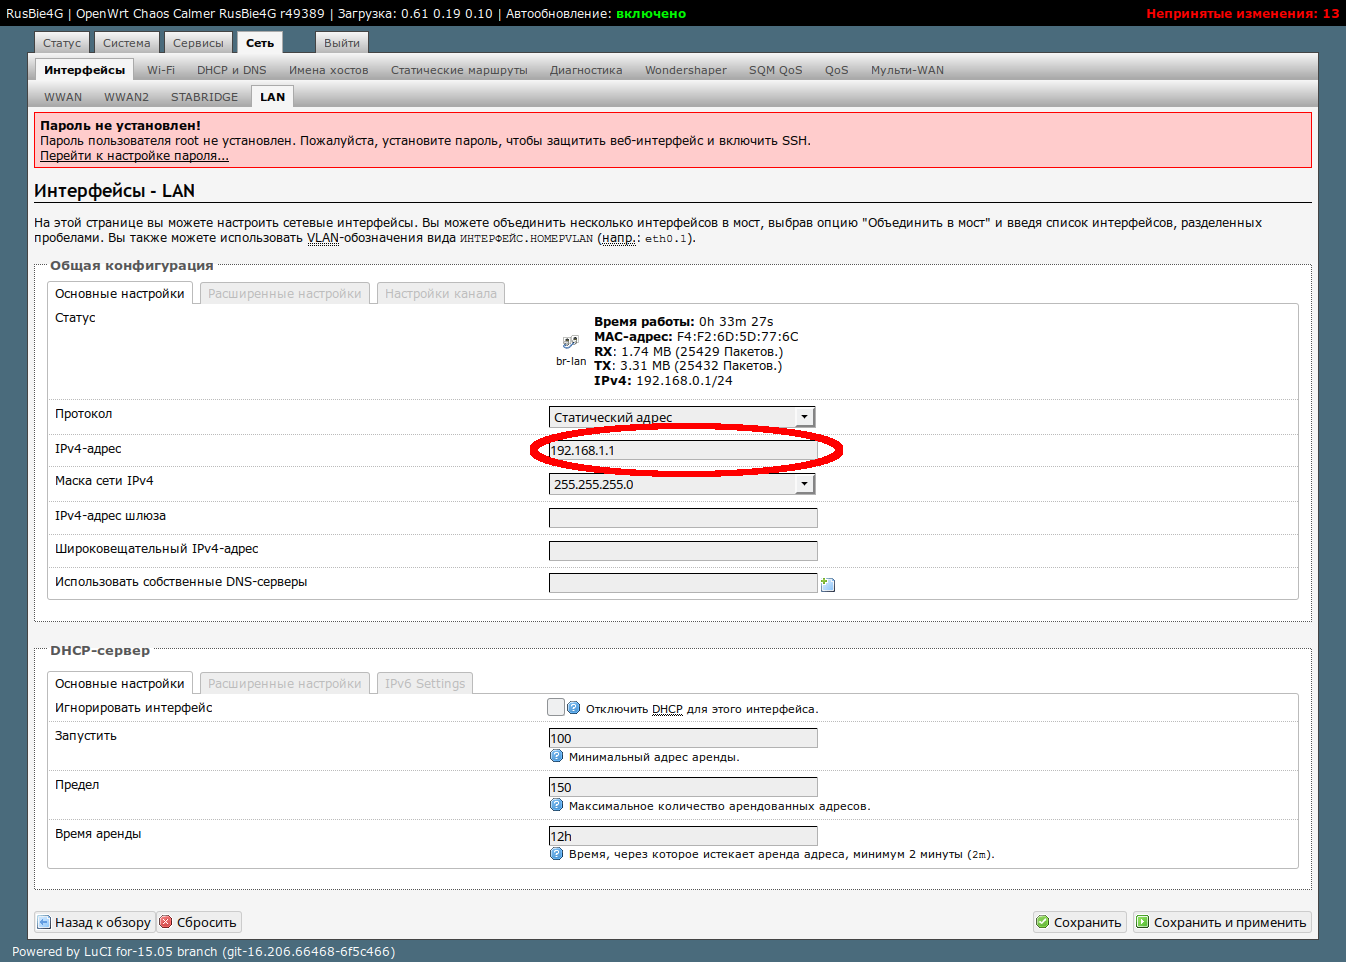 RusBie4G | OpenWrt Chaos Calmer RusBie4G r49389 | Загрузка: 0.61 0.19 0.10 | Автообновление: включено Непринятые изменения: 13
Статус Система Сервисы Сеть Выйти
Интерфейсы Wi-Fi DHCP и DNS Имена хостов Статические маршруты Диагностика Wondershaper SQM QoS QoS Мульти-WAN
WWAN WWAN2 STABRIDGE LAN
Пароль не установлен!
Пароль пользователя root не установлен. Пожалуйста, установите пароль, чтобы защитить веб-интерфейс и включить SSH.
Перейти к настройке пароля...
Интерфейсы - LAN
На этой странице вы можете настроить сетевые интерфейсы. Вы можете объединить несколько интерфейсов в мост, выбрав опцию "Объединить в мост" и введя список интерфейсов, разделенных
пробелами. Вы также можете использовать VLAN-обозначения вида ИНТЕРФЕЙС.НОМЕРVLAN (напр.: eth0.1).
Общая конфигурация
Основные настройки Расширенные настройки Настройки канала
Статус
br-lan
Время работы: 0h 33m 27s
MAC-адрес: F4:F2:6D:5D:77:6C
RX: 1.74 MB (25429 Пакетов.)
TX: 3.31 MB (25432 Пакетов.)
IPv4: 192.168.0.1/24
Протокол Статический адрес
IPv4-адрес 192.168.1.1
Маска сети IPv4 255.255.255.0
IPv4-адрес шлюза
Широковещательный IPv4-адрес
Использовать собственные DNS-серверы
DHCP-сервер
Основные настройки Расширенные настройки IPv6 Settings
Игнорировать интерфейс Отключить DHCP для этого интерфейса.
Запустить 100
Минимальный адрес аренды.
Предел 150
Максимальное количество арендованных адресов.
Время аренды 12h
Время, через которое истекает аренда адреса, минимум 2 минуты (2m).
Назад к обзору Сбросить Сохранить Сохранить и применить
Powered by LuCI for-15.05 branch (git-16.206.66468-6f5c466)